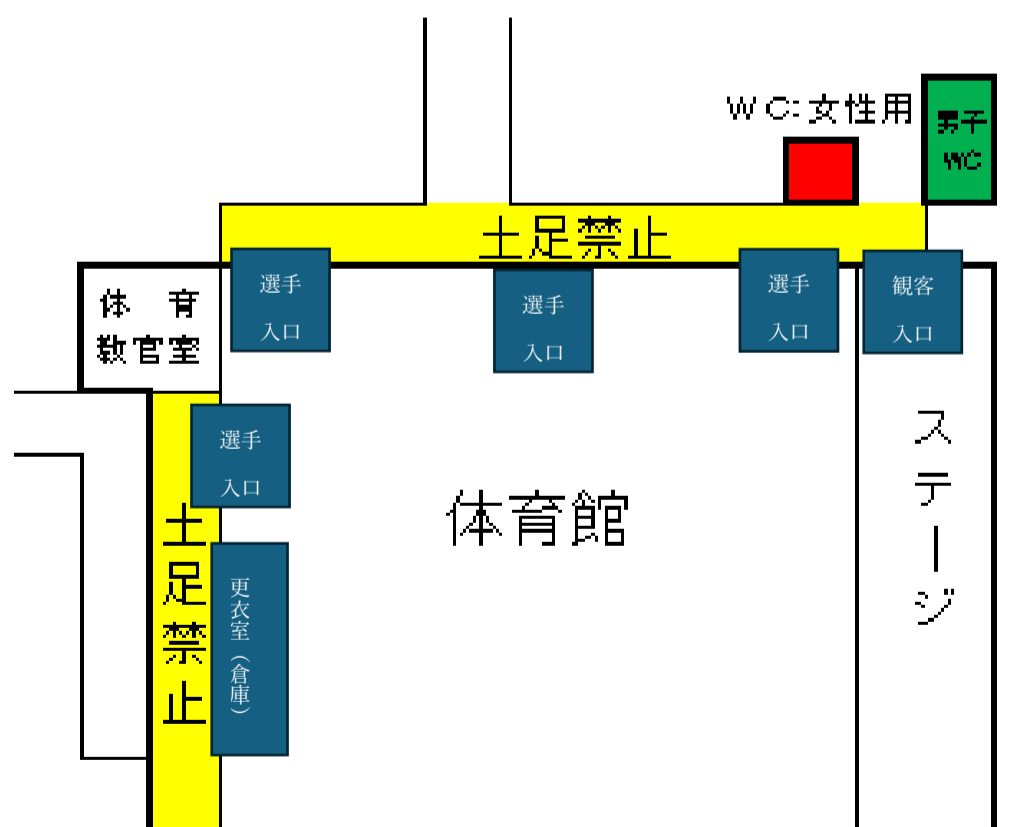 WC:女性用
男子
WC
土足禁止
選手
入口
選手
入口
選手
入口
観客
入口
体　育
教官室
選手
入口
ステージ
体育館
土足禁止
更衣室（倉庫）